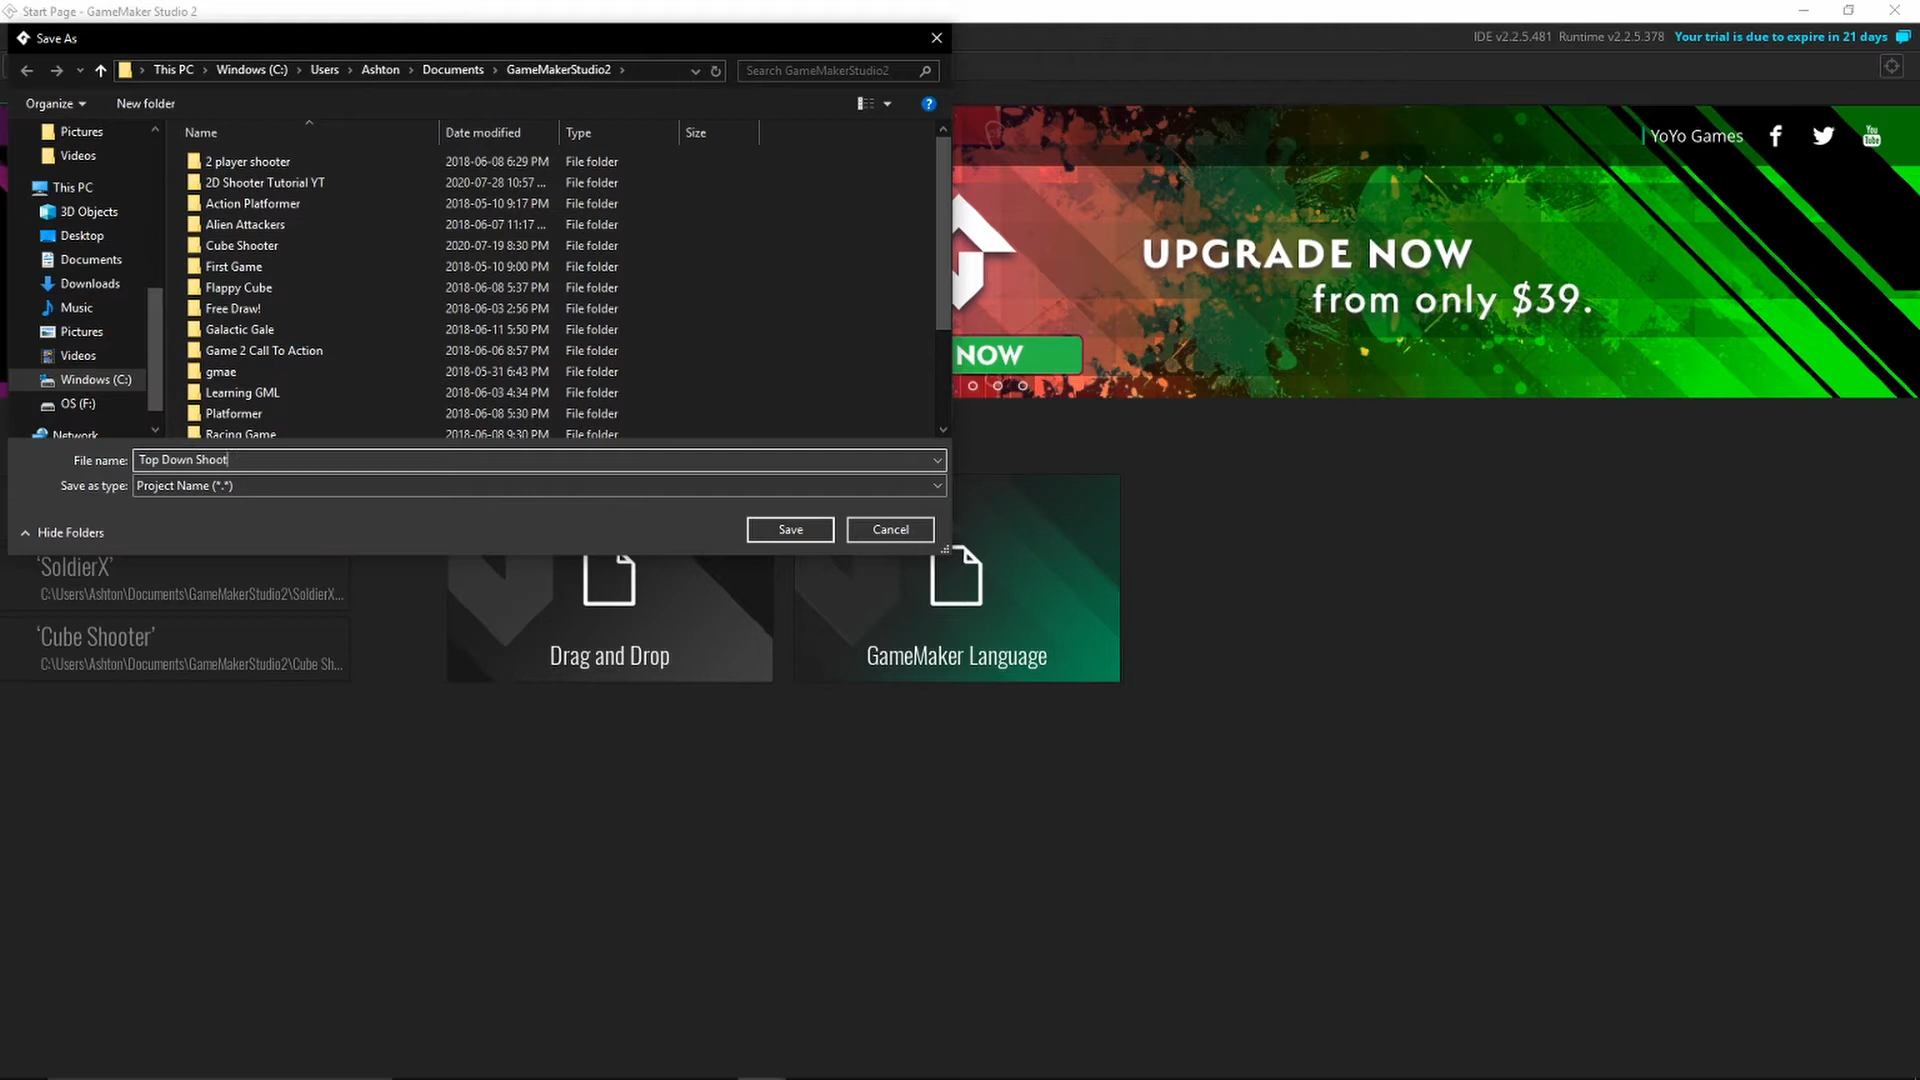 Start Page - GameMaker Studio 2
Save As
IDE v2.2.5.481 Runtime v2.2.5.378 Your trial is due to expire in 21 days
This PC > Windows (C:) > Users > Ashton > Documents > GameMakerStudio2 >
Search GameMakerStudio2
Organize New folder
Name Date modified Type Size
Pictures
Videos
This PC
3D Objects
Desktop
Documents
Downloads
Music
Pictures
Videos
Windows (C:)
OS (F:)
Network
2 player shooter 2018-06-08 6:29 PM File folder
2D Shooter Tutorial YT 2020-07-28 10:57 ... File folder
Action Platformer 2018-05-10 9:17 PM File folder
Alien Attackers 2018-06-07 11:17 ... File folder
Cube Shooter 2020-07-19 8:30 PM File folder
First Game 2018-05-10 9:00 PM File folder
Flappy Cube 2018-06-08 5:37 PM File folder
Free Draw! 2018-06-03 2:56 PM File folder
Galactic Gale 2018-06-11 5:50 PM File folder
Game 2 Call To Action 2018-06-06 8:57 PM File folder
gmae 2018-05-31 6:43 PM File folder
Learning GML 2018-06-03 4:34 PM File folder
Platformer 2018-06-08 5:30 PM File folder
Racing Game 2018-06-08 9:30 PM File folder
File name: Top Down Shoot
Save as type: Project Name (*.*)
Hide Folders
Save Cancel
YoYo Games
You Tube
UPGRADE NOW
from only $39.
NOW
'SoldierX'
C:\Users\Ashton\Documents\GameMakerStudio2\SoldierX...
'Cube Shooter'
C:\Users\Ashton\Documents\GameMakerStudio2\Cube Sh...
Drag and Drop
GameMaker Language